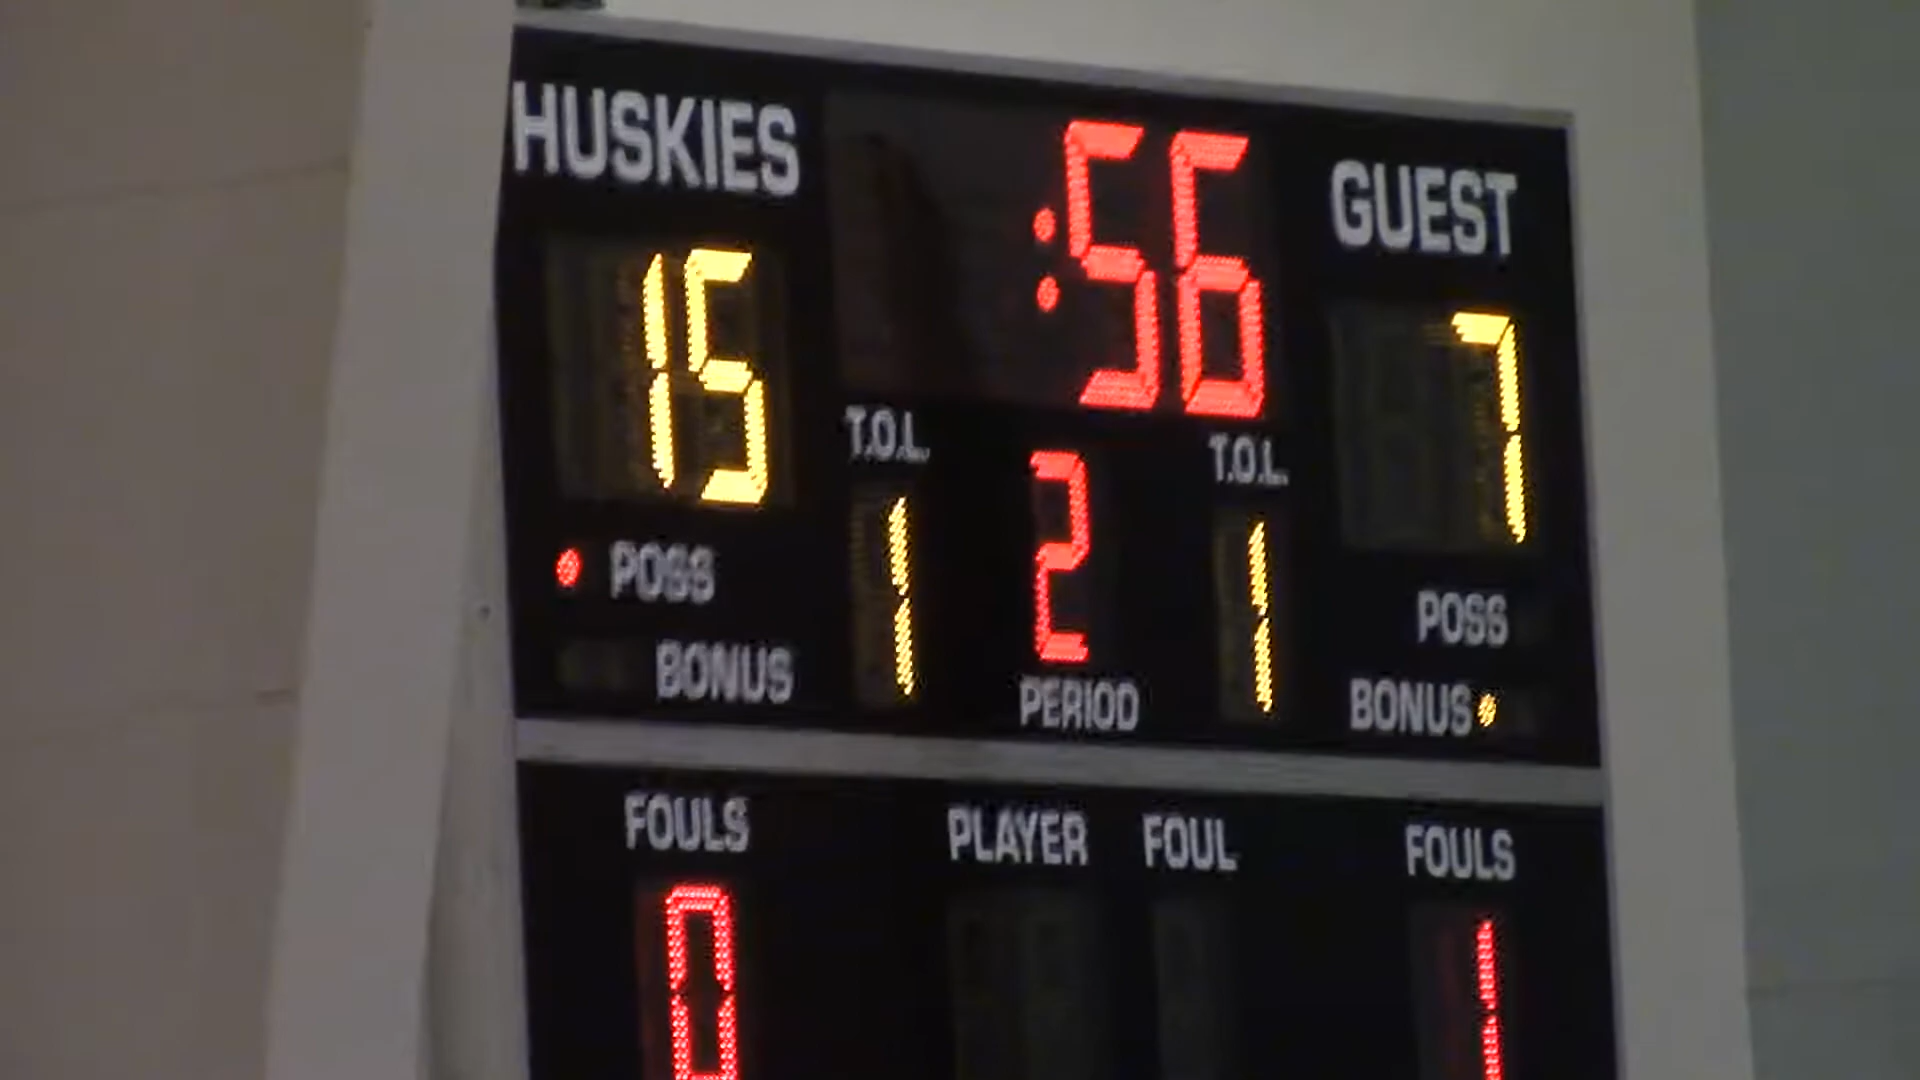 HUSKIES :56 GUEST
15 7
T.O.L. T.O.L.
1 2 1
POSS POSS
BONUS PERIOD BONUS
FOULS PLAYER FOUL FOULS
0 1